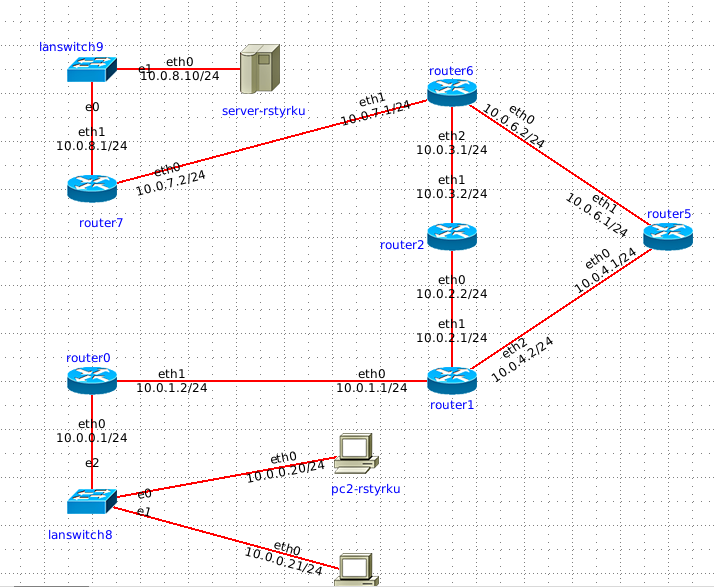 lanswitch9
e1
eth0
10.0.8.10/24
server-rstyrku
e0
eth1
10.0.8.1/24
router7
eth0
10.0.7.2/24
eth1
10.0.7.1/24
router6
eth0
10.0.6.2/24
eth2
10.0.3.1/24
eth1
10.0.3.2/24
router2
eth1
10.0.6.1/24
router5
eth0
10.0.4.1/24
eth0
10.0.2.2/24
eth1
10.0.2.1/24
eth2
10.0.4.2/24
router0
eth1
10.0.1.2/24
eth0
10.0.1.1/24
router1
eth0
10.0.0.1/24
e2
lanswitch8
e0
e1
eth0
10.0.0.20/24
pc2-rstyrku
eth0
10.0.0.21/24